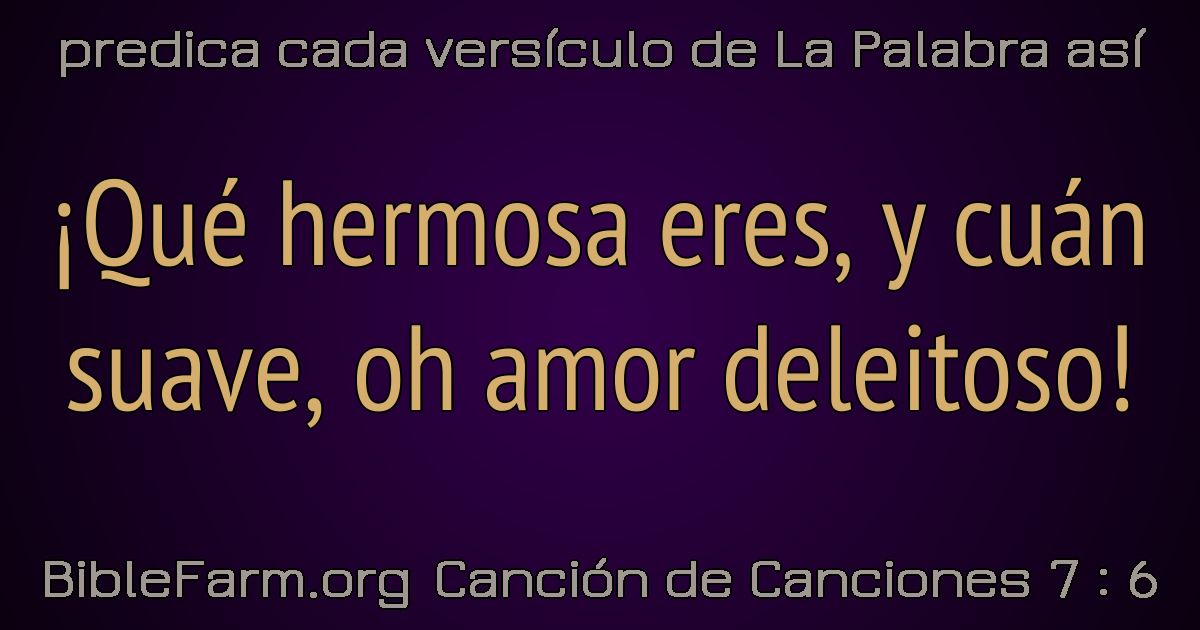 predica cada versículo de La Palabra así
¡Qué hermosa eres, y cuán
suave, oh amor deleitoso!
BibleFarm.org Canción de Canciones 7 : 6